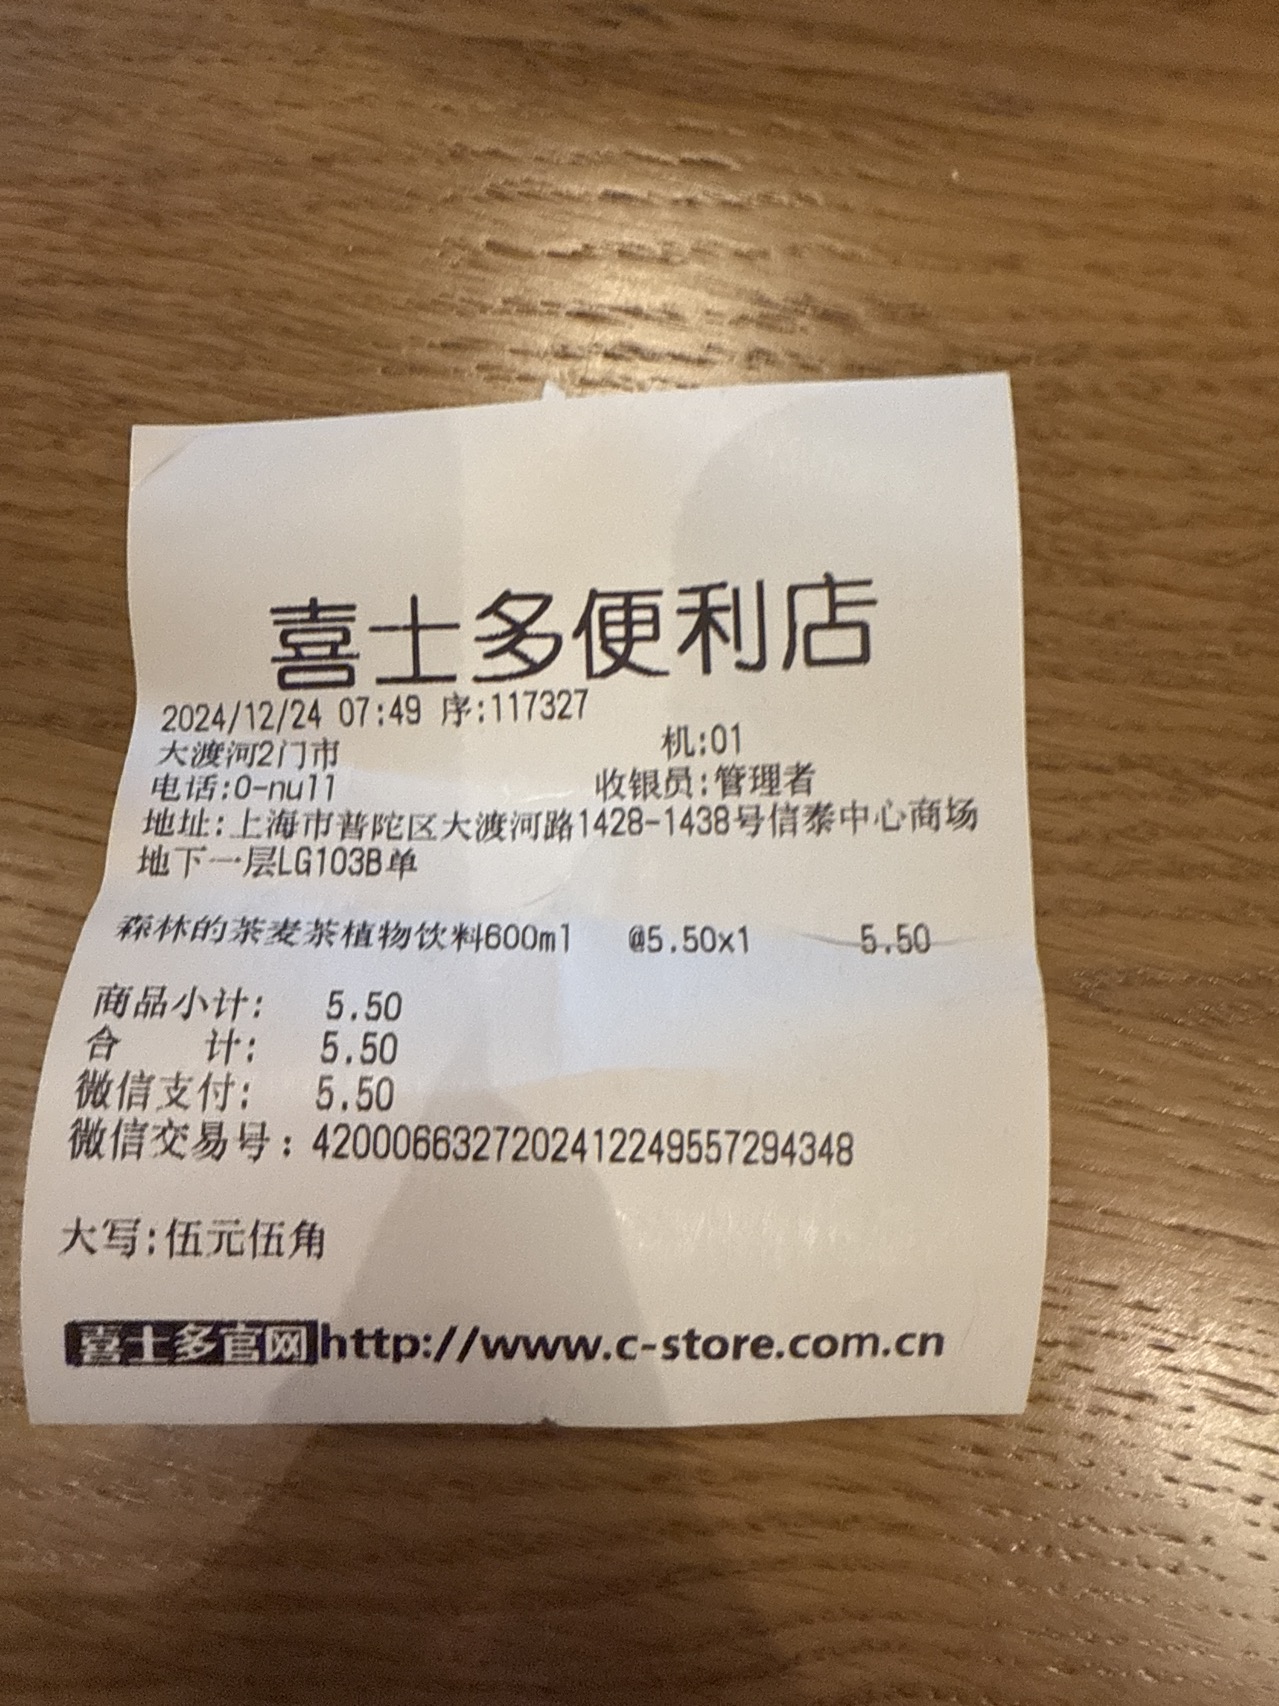 喜士多便利店
2024/12/24 07:49 序:117327
大渡河2门市 机:01
电话:0-null 收银员:管理者
地址:上海市普陀区大渡河路1428-1438号信泰中心商场
地下一层LG103B单
森林的茶麦茶植物饮料600ml @5.50x1 5.50
商品小计: 5.50
合 计: 5.50
微信支付: 5.50
微信交易号:4200066327202412249557294348
大写:伍元伍角
喜士多官网http://www.c-store.com.cn